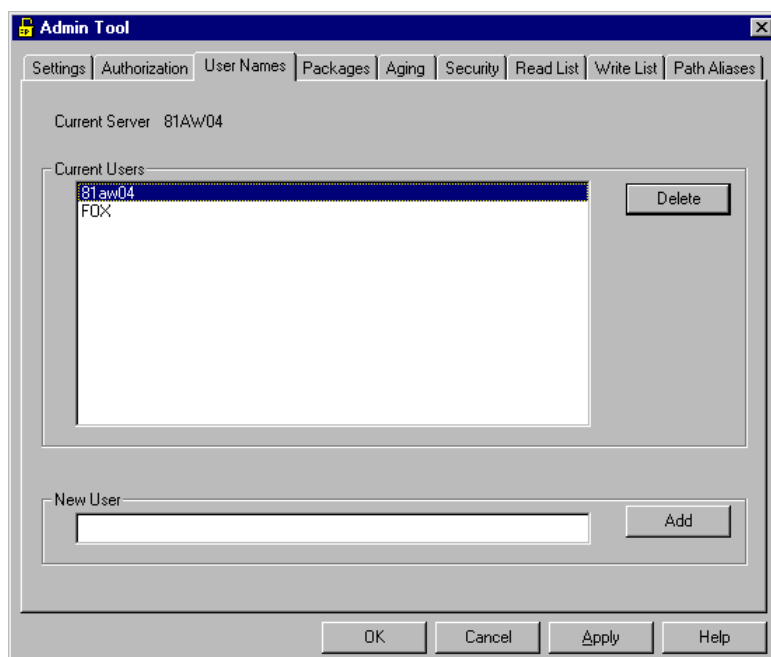 Admin Tool
Settings Authorization User Names Packages Aging Security Read List Write List Path Aliases
Current Server 81AW04
Current Users
81aw04
FOX
Delete
New User
Add
OK Cancel Apply Help